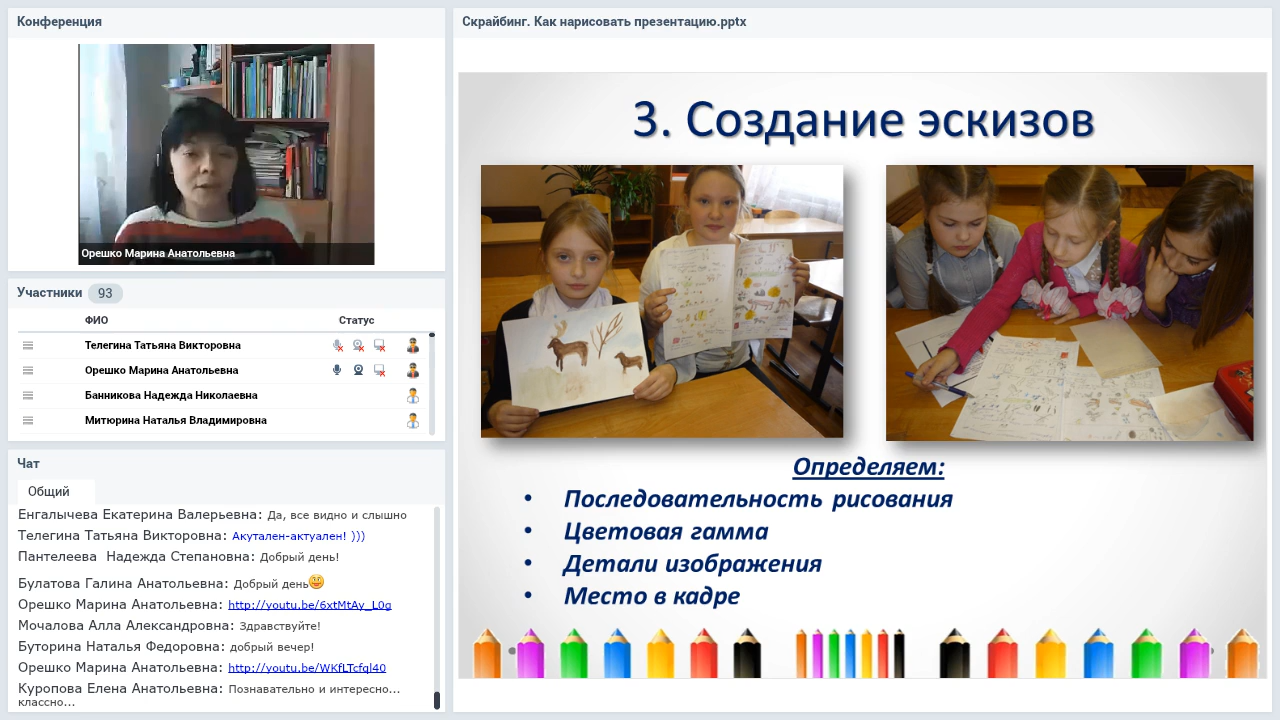 Конференция
Орешко Марина Анатольевна
Участники 93
ФИО Статус
Телегина Татьяна Викторовна
Орешко Марина Анатольевна
Банникова Надежда Николаевна
Митюрина Наталья Владимировна
Чат
Общий
Енгалычева Екатерина Валерьевна: Да, все видно и слышно
Телегина Татьяна Викторовна: Акутален-актуален! )))
Пантелеева Надежда Степановна: Добрый день!
Булатова Галина Анатольевна: Добрый день
Орешко Марина Анатольевна: http://youtu.be/6xtMtAy_L0g
Мочалова Алла Александровна: Здравствуйте!
Буторина Наталья Федоровна: добрый вечер!
Орешко Марина Анатольевна: http://youtu.be/WKfLTcfqI40
Куропова Елена Анатольевна: Познавательно и интересно...
классно...
Скрайбинг. Как нарисовать презентацию.pptx
3. Создание эскизов
Определяем:
• Последовательность рисования
• Цветовая гамма
• Детали изображения
• Место в кадре